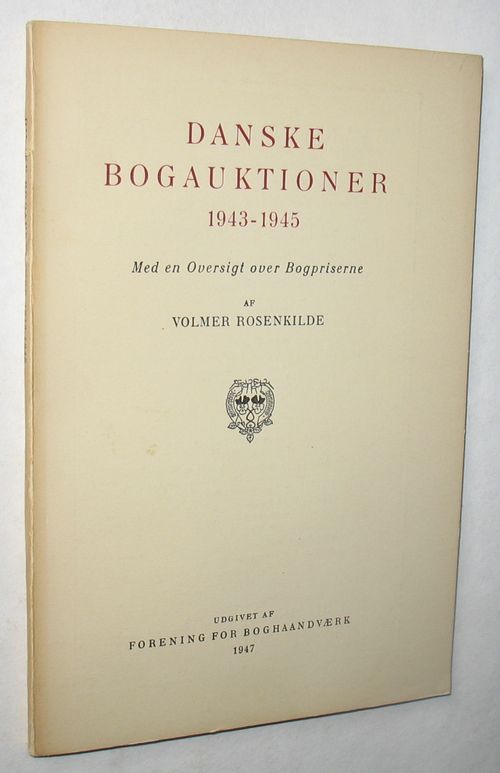 DANSKE
BOGAUKTIONER
1943-1945
Med en Oversigt over Bogpriserne
AF
VOLMER ROSENKILDE
UDGIVET AF
FORENING FOR BOGHAANDVÆRK
1947